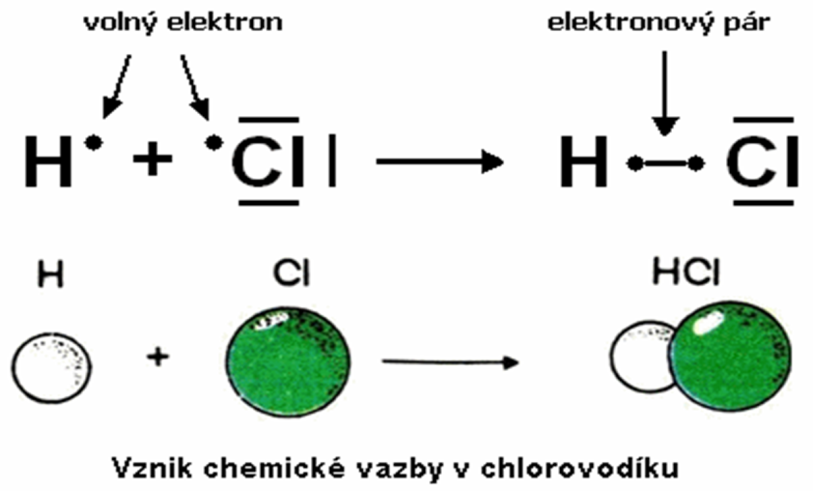 volný elektron elektronový pár
H• + •Cl| → H •–• Cl
H Cl HCl
+ →
Vznik chemické vazby v chlorovodíku